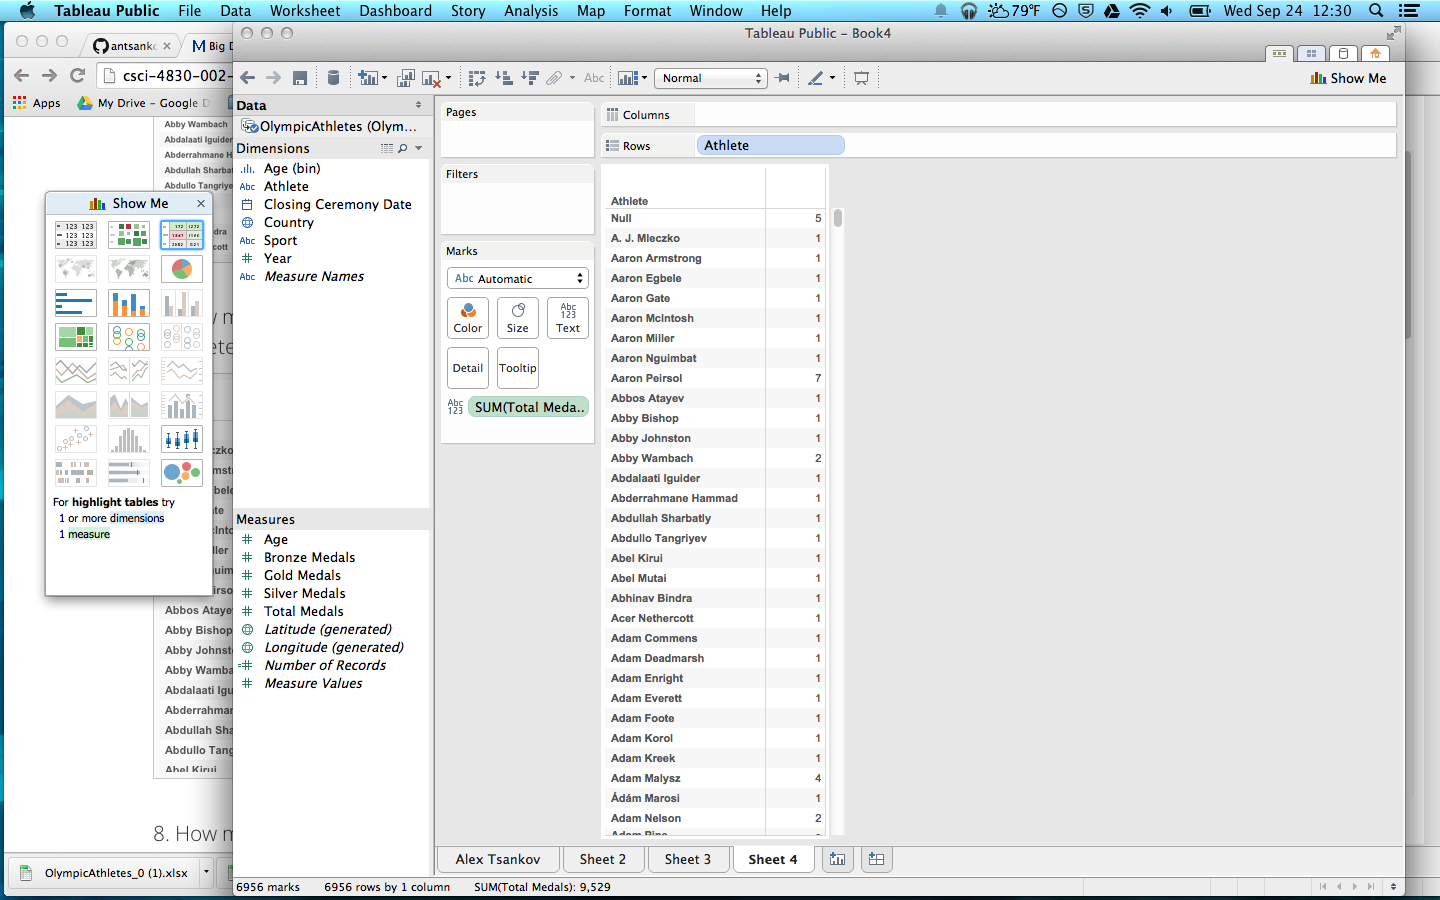 Tableau Public File Data Worksheet Dashboard Story Analysis Map Format Window Help 79°F Wed Sep 24 12:30
antsank
Big D
Tableau Public - Book4
csci-4830-002-
Apps My Drive - Google D
Abc Normal Show Me
Data
OlympicAthletes (Olym...
Dimensions
Age (bin)
Abc Athlete
Closing Ceremony Date
Country
Abc Sport
Year
Abc Measure Names
Measures
Age
Bronze Medals
Gold Medals
Silver Medals
Total Medals
Latitude (generated)
Longitude (generated)
Number of Records
Measure Values
Pages
Filters
Marks
Abc Automatic
Color Size Abc 123 Text
Detail Tooltip
Abc 123 SUM(Total Meda..
Columns
Rows Athlete
Athlete
Null 5
A. J. Mleczko 1
Aaron Armstrong 1
Aaron Egbele 1
Aaron Gate 1
Aaron McIntosh 1
Aaron Miller 1
Aaron Nguimbat 1
Aaron Peirsol 7
Abbos Atayev 1
Abby Bishop 1
Abby Johnston 1
Abby Wambach 2
Abdalaati Iguider 1
Abderrahmane Hammad 1
Abdullah Sharbatly 1
Abdullo Tangriyev 1
Abel Kirui 1
Abel Mutai 1
Abhinav Bindra 1
Acer Nethercott 1
Adam Commens 1
Adam Deadmarsh 1
Adam Enright 1
Adam Everett 1
Adam Foote 1
Adam Korol 1
Adam Kreek 1
Adam Malysz 4
Ádám Marosi 1
Adam Nelson 2
Adam Pine
Show Me
For highlight tables try
1 or more dimensions
1 measure
Abby Wambach
Abdalaati Iguider
Abderrahmane H
Abdullah Sharbat
Abdullo Tangriye
Abbos Atayev
Abby Bishop
Abby Johnst
Abby Wamba
Abdalaati Igu
Abderrahmar
Abdullah Sha
Abdullo Tang
Abel Kirui
8. How m
OlympicAthletes_0 (1).xlsx
Alex Tsankov Sheet 2 Sheet 3 Sheet 4
6956 marks 6956 rows by 1 column SUM(Total Medals): 9,529